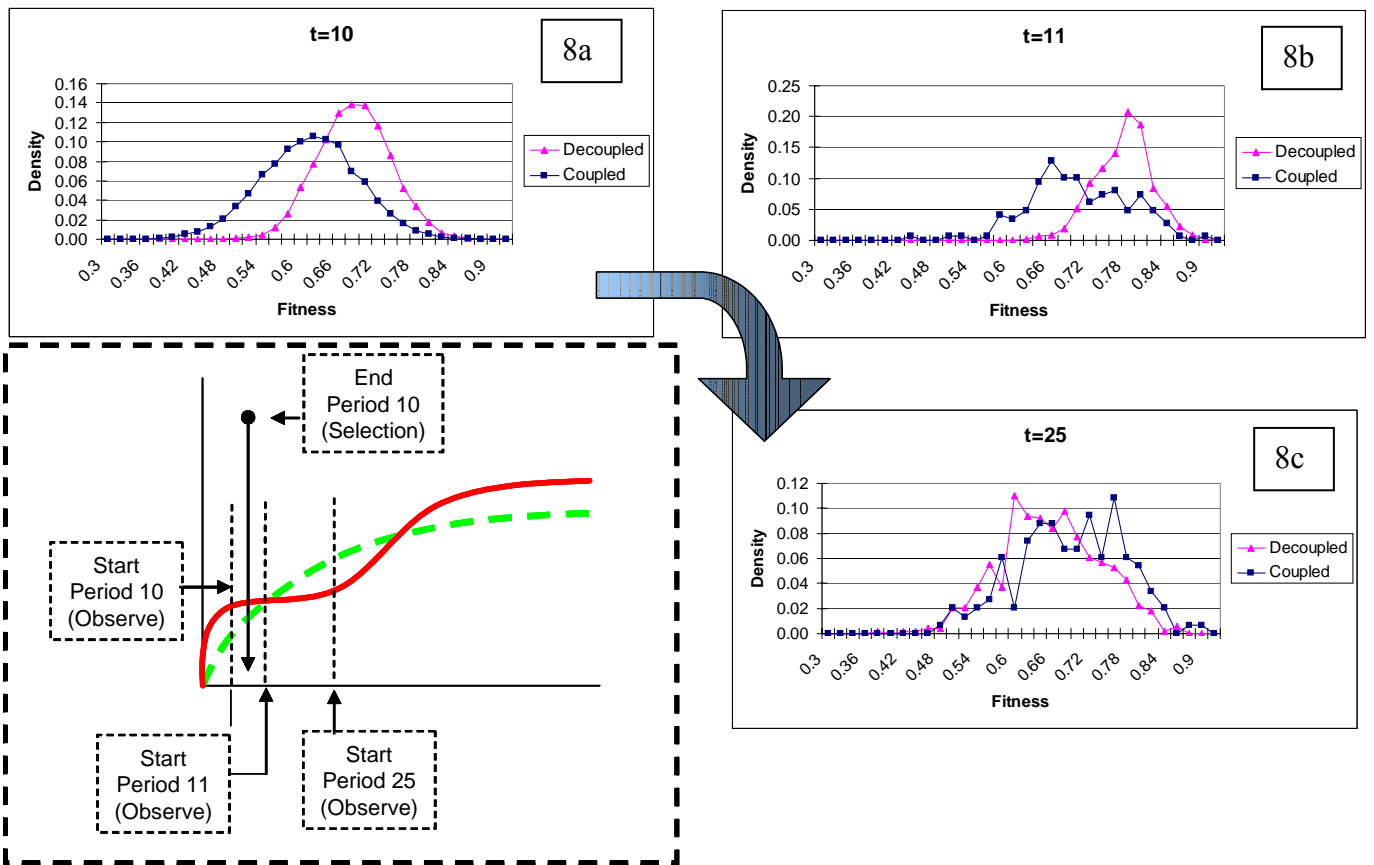 t=10
8a
0.16
0.14
0.12
0.10
0.08
0.06
0.04
0.02
0.00
Density
0.3
0.36
0.42
0.48
0.54
0.6
0.66
0.72
0.78
0.84
0.9
Fitness
Decoupled
Coupled
t=11
8b
0.25
0.20
0.15
0.10
0.05
0.00
Density
0.3
0.36
0.42
0.48
0.54
0.6
0.66
0.72
0.78
0.84
0.9
Fitness
Decoupled
Coupled
End
Period 10
(Selection)
Start
Period 10
(Observe)
Start
Period 11
(Observe)
Start
Period 25
(Observe)
t=25
8c
0.12
0.10
0.08
0.06
0.04
0.02
0.00
Density
0.3
0.36
0.42
0.48
0.54
0.6
0.66
0.72
0.78
0.84
0.9
Fitness
Decoupled
Coupled